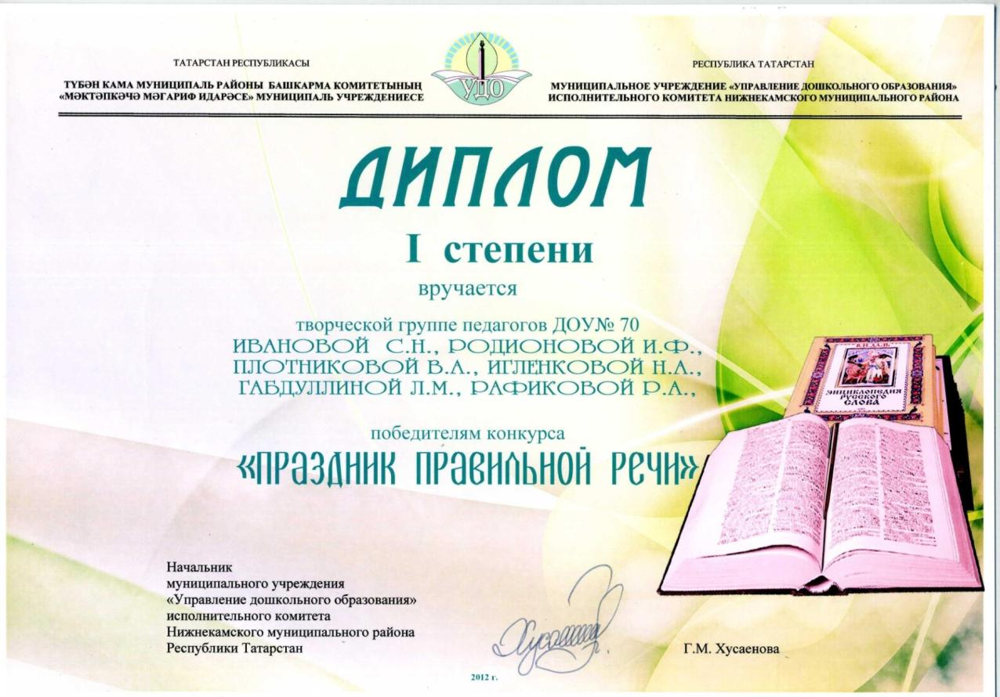 ТАТАРСТАН РЕСПУБЛИКАСЫ
ТҮБӘН КАМА МУНИЦИПАЛЬ РАЙОНЫ БАШКАРМА КОМИТЕТЫНЫҢ
«МӘКТӘПКӘЧӘ МӘГАРИФ ИДАРӘСЕ» МУНИЦИПАЛЬ УЧРЕЖДЕНИЕСЕ
УДО
РЕСПУБЛИКА ТАТАРСТАН
МУНИЦИПАЛЬНОЕ УЧРЕЖДЕНИЕ «УПРАВЛЕНИЕ ДОШКОЛЬНОГО ОБРАЗОВАНИЯ»
ИСПОЛНИТЕЛЬНОГО КОМИТЕТА НИЖНЕКАМСКОГО МУНИЦИПАЛЬНОГО РАЙОНА
ДИПЛОМ
I степени
вручается
творческой группе педагогов ДОУ№ 70
ИВАНОВОЙ С.Н., РОДИОНОВОЙ И.Ф.,
ПЛОТНИКОВОЙ В.А., ИГЛЕНКОВОЙ Н.А.,
ГАБДУЛЛИНОЙ Л.М., РАФИКОВОЙ Р.А.,
победителям конкурса
«ПРАЗДНИК ПРАВИЛЬНОЙ РЕЧИ»
В.И. ДАЛЬ
ЭНЦИКЛОПЕДИЯ
РУССКОГО
СЛОВА
Начальник
муниципального учреждения
«Управление дошкольного образования»
исполнительного комитета
Нижнекамского муниципального района
Республики Татарстан
Г.М. Хусаенова
2012 г.